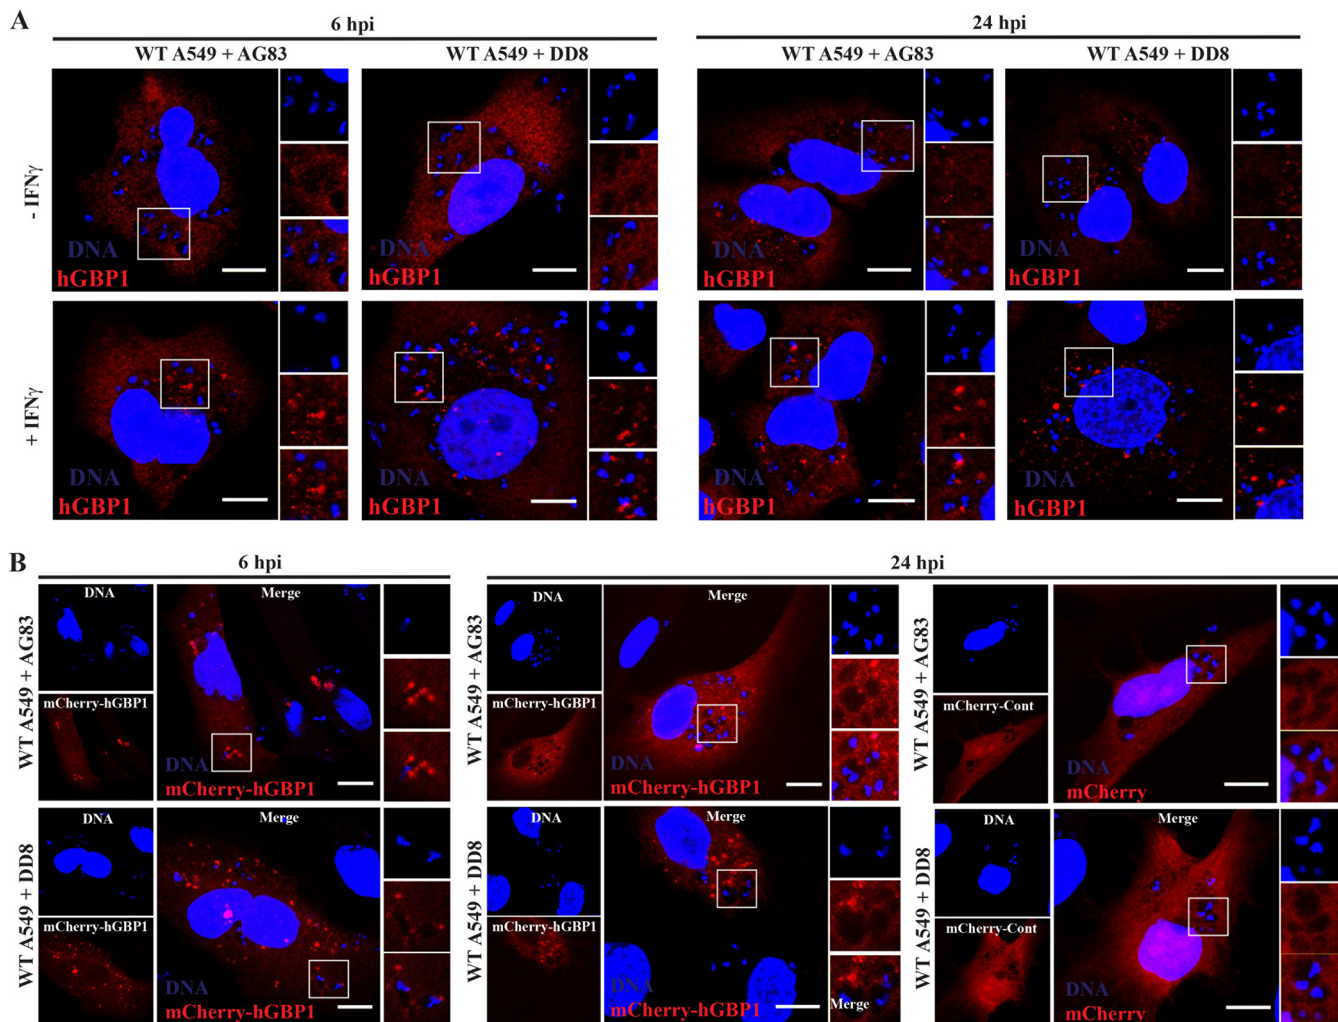 A
6 hpi
24 hpi
WT A549 + AG83
WT A549 + DD8
WT A549 + AG83
WT A549 + DD8
- IFNγ
DNA
hGBP1
DNA
hGBP1
DNA
hGBP1
DNA
hGBP1
+ IFNγ
DNA
hGBP1
DNA
hGBP1
DNA
hGBP1
DNA
hGBP1
B
6 hpi
24 hpi
WT A549 + AG83
DNA
Merge
mCherry-hGBP1
DNA
mCherry-hGBP1
WT A549 + AG83
DNA
Merge
mCherry-hGBP1
DNA
mCherry-hGBP1
WT A549 + AG83
mCherry-Cont
DNA
mCherry
WT A549 + DD8
DNA
Merge
mCherry-hGBP1
DNA
mCherry-hGBP1
WT A549 + DD8
DNA
Merge
mCherry-hGBP1
DNA
mCherry-hGBP1
Merge
WT A549 + DD8
DNA
Merge
mCherry-Cont
DNA
mCherry